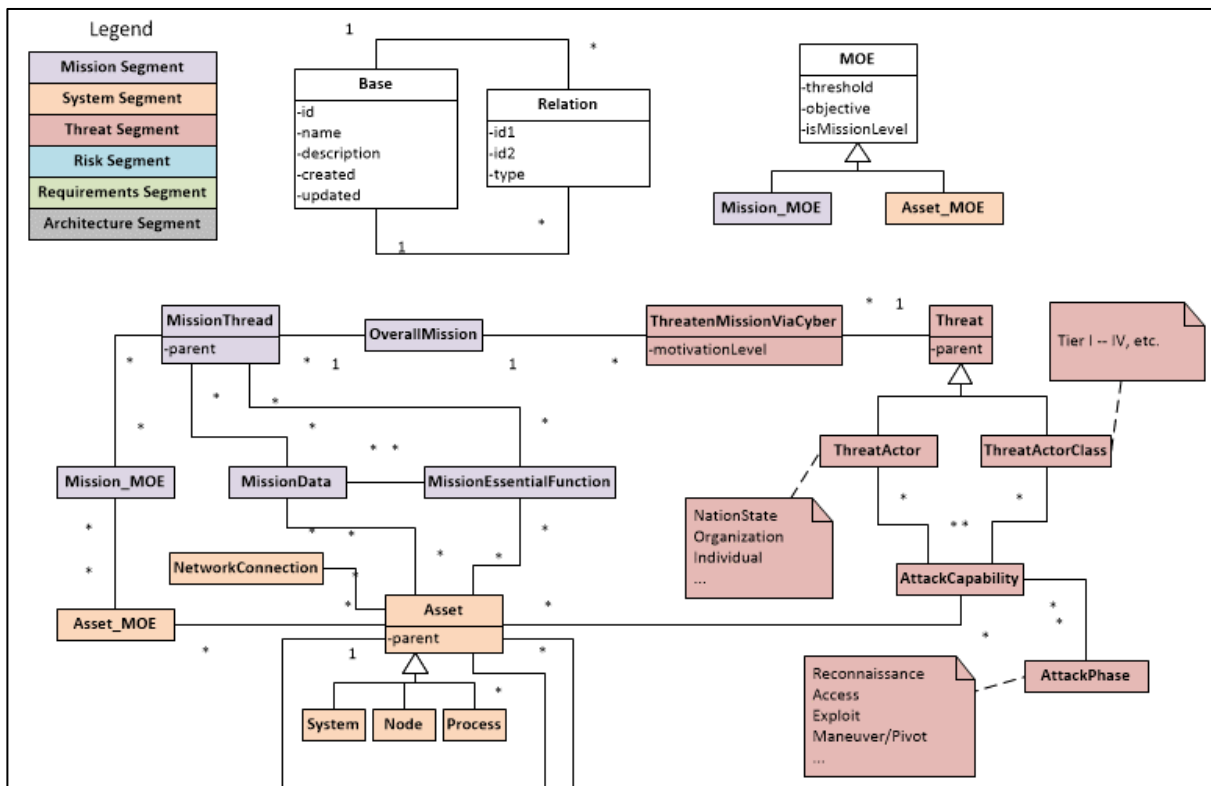 Legend
Mission Segment
System Segment
Threat Segment
Risk Segment
Requirements Segment
Architecture Segment
1
*
Base
-id
-name
-description
-created
-updated
Relation
-id1
-id2
-type
1
*
MOE
-threshold
-objective
-isMissionLevel
Mission_MOE
Asset_MOE
MissionThread
-parent
*
1
OverallMission
1
*
ThreatenMissionViaCyber
-motivationLevel
*
1
Threat
-parent
Tier I -- IV, etc.
*
*
*
*
*
*
*
*
Mission_MOE
MissionData
MissionEssentialFunction
ThreatActor
ThreatActorClass
NationState
Organization
Individual
...
*
*
* *
*
*
*
*
*
*
*
NetworkConnection
*
*
Asset_MOE
*
Asset
-parent
*
AttackCapability
*
*
*
1
*
*
System
Node
Process
Reconnaissance
Access
Exploit
Maneuver/Pivot
...
AttackPhase